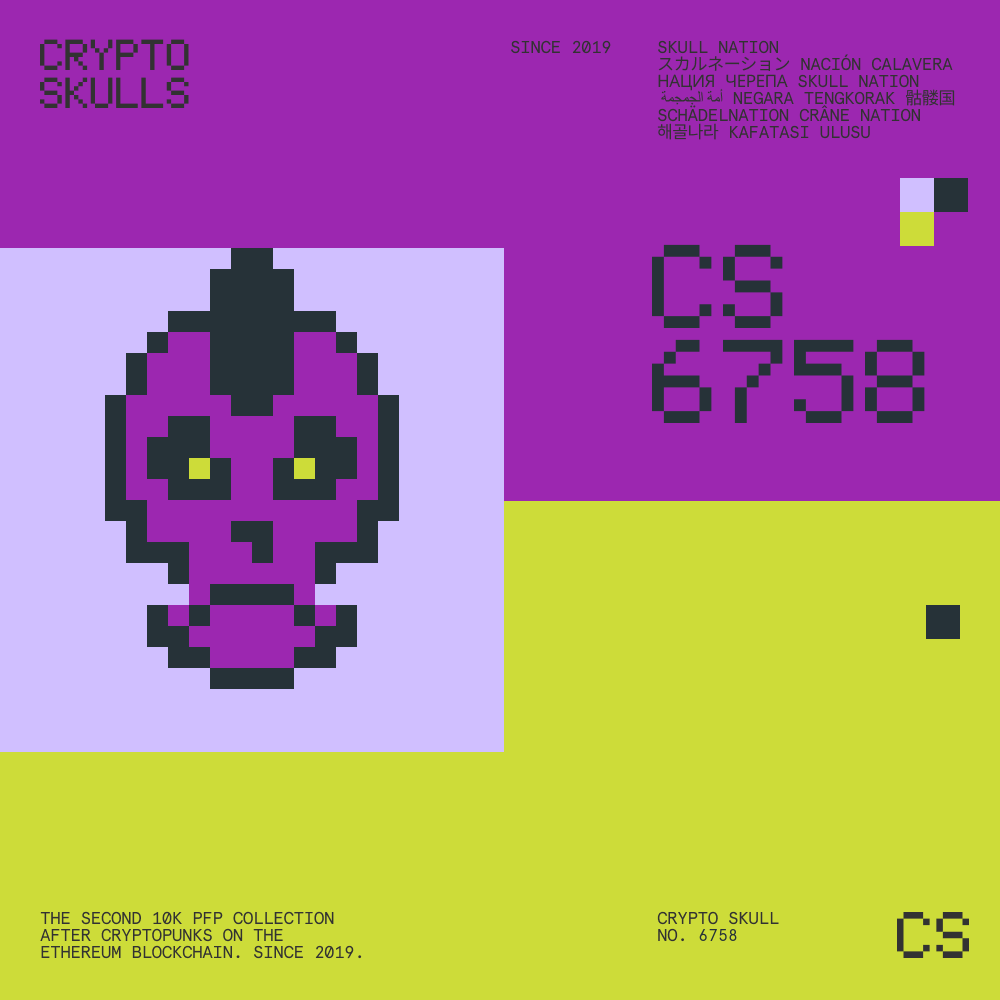 CRYPTO
SKULLS
SINCE 2019
SKULL NATION
スカルネーション NACIÓN CALAVERA
НАЦИЯ ЧЕРЕПА SKULL NATION
أمة الجمجمة NEGARA TENGKORAK 骷髅国
SCHÄDELNATION CRÂNE NATION
해골나라 KAFATASI ULUSU
CS
6758
THE SECOND 10K PFP COLLECTION
AFTER CRYPTOPUNKS ON THE
ETHEREUM BLOCKCHAIN. SINCE 2019.
CRYPTO SKULL
NO. 6758
CS